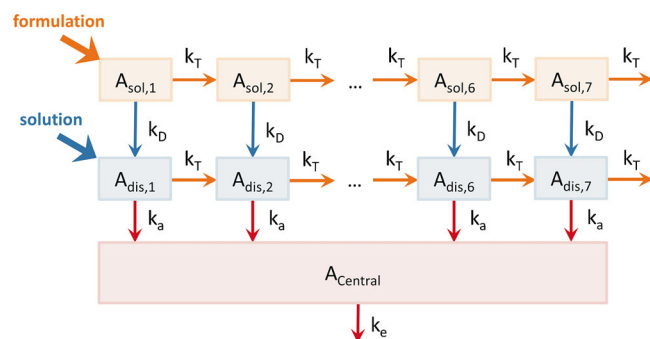 formulation
k_T k_T k_T k_T k_T
A_sol,1 A_sol,2 ... A_sol,6 A_sol,7
solution
k_D k_D k_D k_D
k_T k_T k_T k_T k_T
A_dis,1 A_dis,2 ... A_dis,6 A_dis,7
k_a k_a k_a k_a
A_Central
k_e